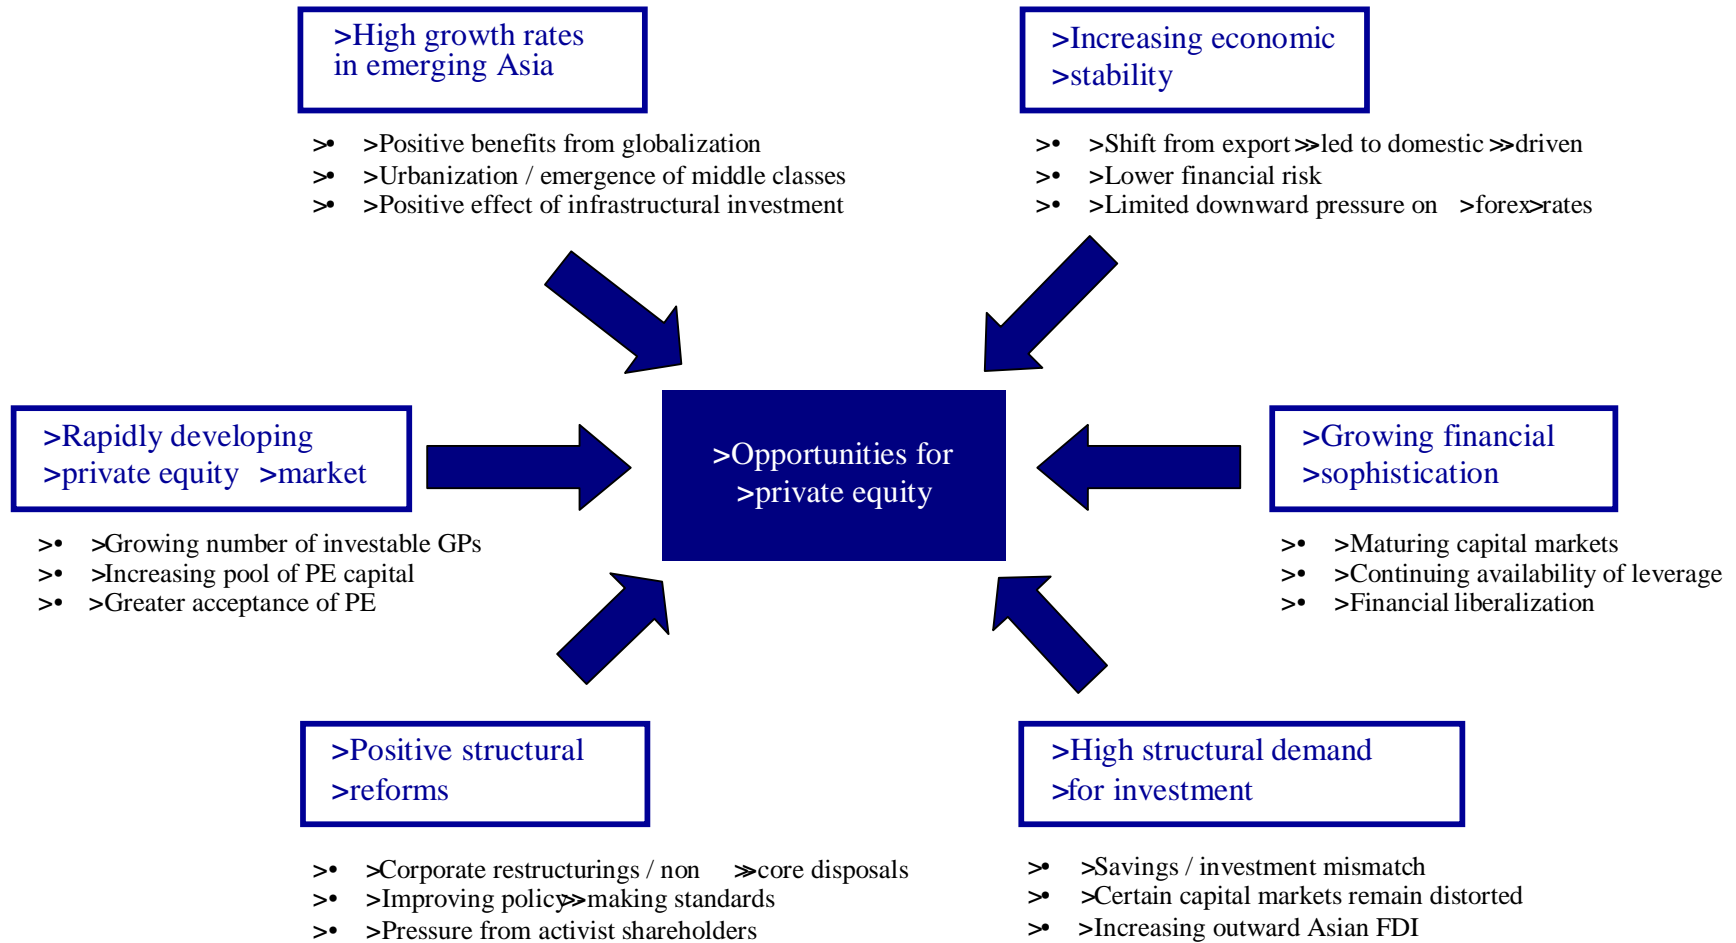 >High growth rates
in emerging Asia
>• >Positive benefits from globalization
>• >Urbanization / emergence of middle classes
>• >Positive effect of infrastructural investment
>Increasing economic
>stability
>• >Shift from export >>led to domestic >>driven
>• >Lower financial risk
>• >Limited downward pressure on >forex>rates
>Rapidly developing
>private equity >market
>• >Growing number of investable GPs
>• >Increasing pool of PE capital
>• >Greater acceptance of PE
>Opportunities for
>private equity
>Growing financial
>sophistication
>• >Maturing capital markets
>• >Continuing availability of leverage
>• >Financial liberalization
>Positive structural
>reforms
>• >Corporate restructurings / non >>core disposals
>• >Improving policy>>making standards
>• >Pressure from activist shareholders
>High structural demand
>for investment
>• >Savings / investment mismatch
>• >Certain capital markets remain distorted
>• >Increasing outward Asian FDI